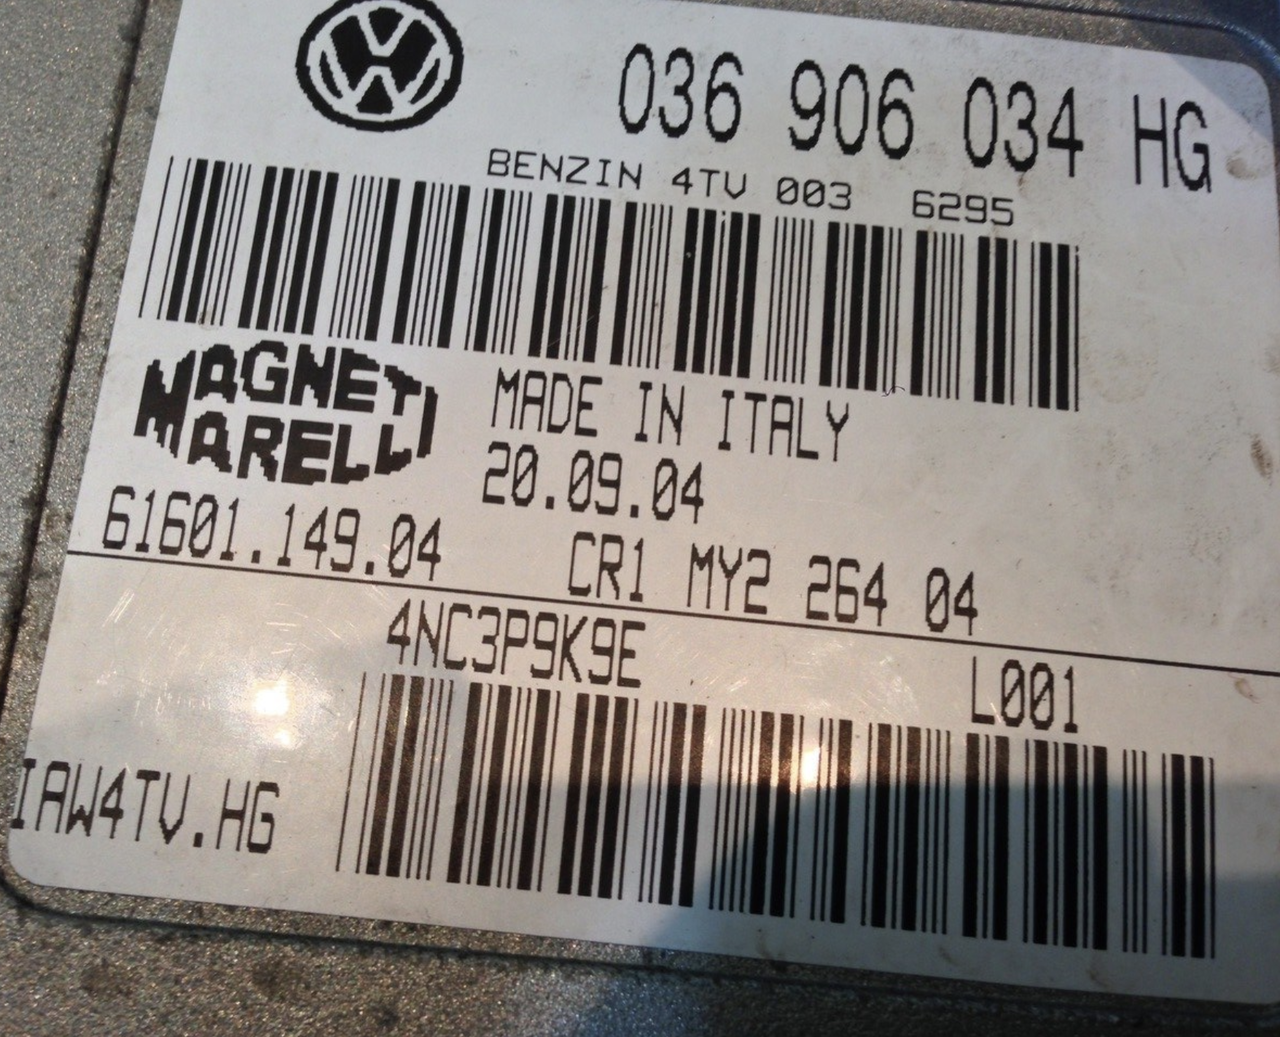 036 906 034 HG
BENZIN 4TV 003 6295
MAGNETI
MARELLI
MADE IN ITALY
20.09.04
61601.149.04
CR1 MY2 264 04
4NC3P9K9E
L001
IAW4TV.HG